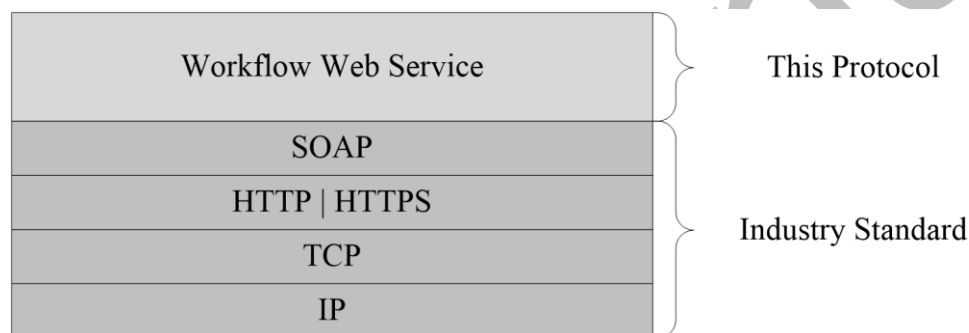 Workflow Web Service
This Protocol
SOAP
HTTP | HTTPS
TCP
IP
Industry Standard